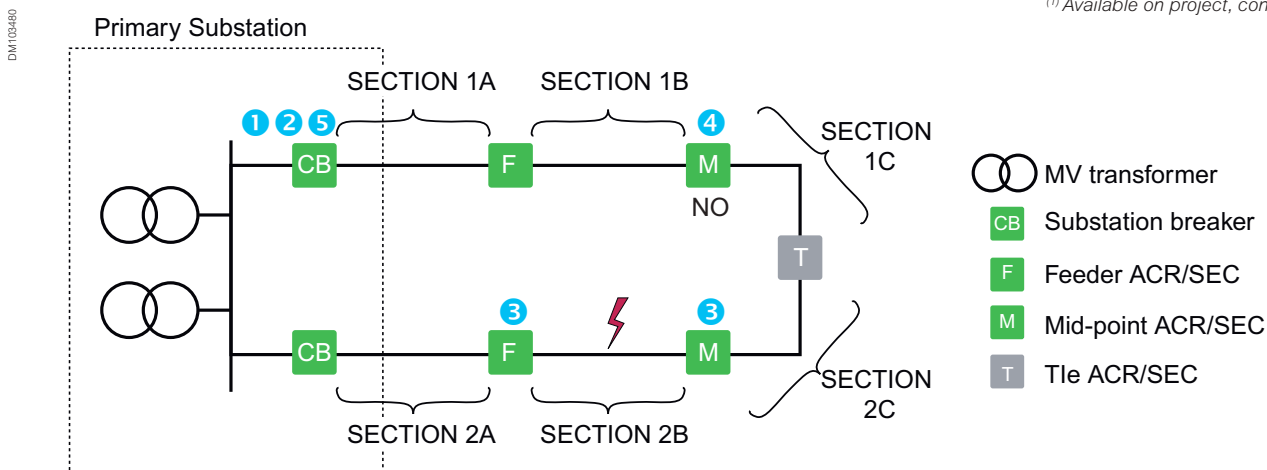 (1) Available on project, con
DM103480
Primary Substation
SECTION 1A
SECTION 1B
1 2 5
4
SECTION
1C
CB
F
M
NO
T
3
3
CB
F
M
SECTION
2C
SECTION 2A
SECTION 2B
MV transformer
CB Substation breaker
F Feeder ACR/SEC
M Mid-point ACR/SEC
T TIe ACR/SEC